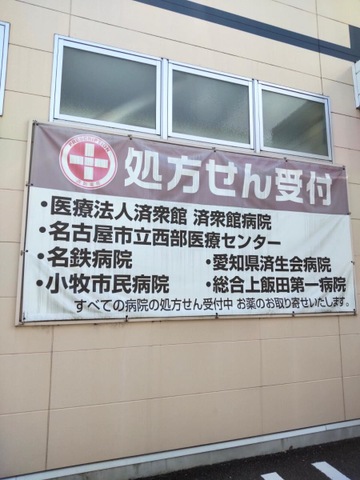 処方せん受付
・医療法人済衆館 済衆館病院
・名古屋市立西部医療センター
・名鉄病院 ・愛知県済生会病院
・小牧市民病院 ・総合上飯田第一病院
すべての病院の処方せん受付中 お薬のお取り寄せいたします。